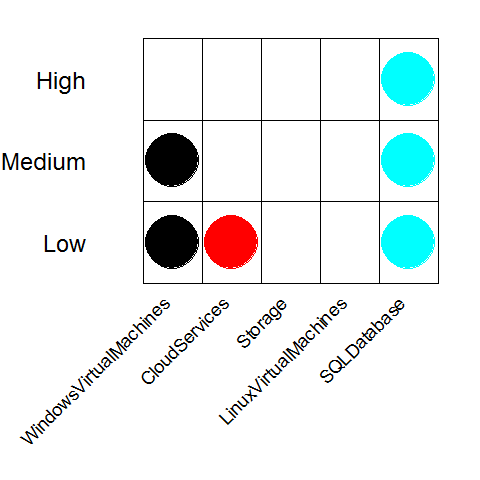 High
Medium
Low
WindowsVirtualMachines
CloudServices
Storage
LinuxVirtualMachines
SQLDatabase